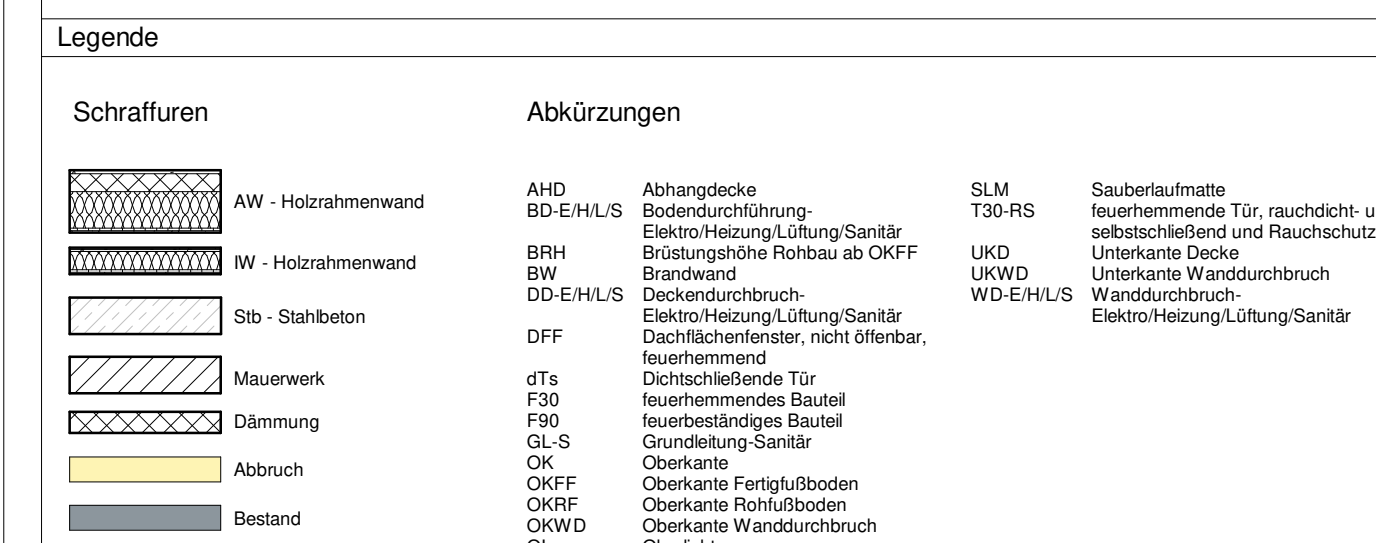 Legende
Schraffuren
AW - Holzrahmenwand
IW - Holzrahmenwand
Stb - Stahlbeton
Mauerwerk
Dämmung
Abbruch
Bestand
Abkürzungen
AHD Abhangdecke
BD-E/H/L/S Bodendurchführung-
Elektro/Heizung/Lüftung/Sanitär
BRH Brüstungshöhe Rohbau ab OKFF
BW Brandwand
DD-E/H/L/S Deckendurchbruch-
Elektro/Heizung/Lüftung/Sanitär
DFF Dachflächenfenster, nicht öffenbar,
feuerhemmend
dTs Dichtschließende Tür
F30 feuerhemmendes Bauteil
F90 feuerbeständiges Bauteil
GL-S Grundleitung-Sanitär
OK Oberkante
OKFF Oberkante Fertigfußboden
OKRF Oberkante Rohfußboden
OKWD Oberkante Wanddurchbruch
SLM Sauberlaufmatte
T30-RS feuerhemmende Tür, rauchdicht-
selbstschließend und Rauchschutz
UKD Unterkante Decke
UKWD Unterkante Wanddurchbruch
WD-E/H/L/S Wanddurchbruch-
Elektro/Heizung/Lüftung/Sanitär